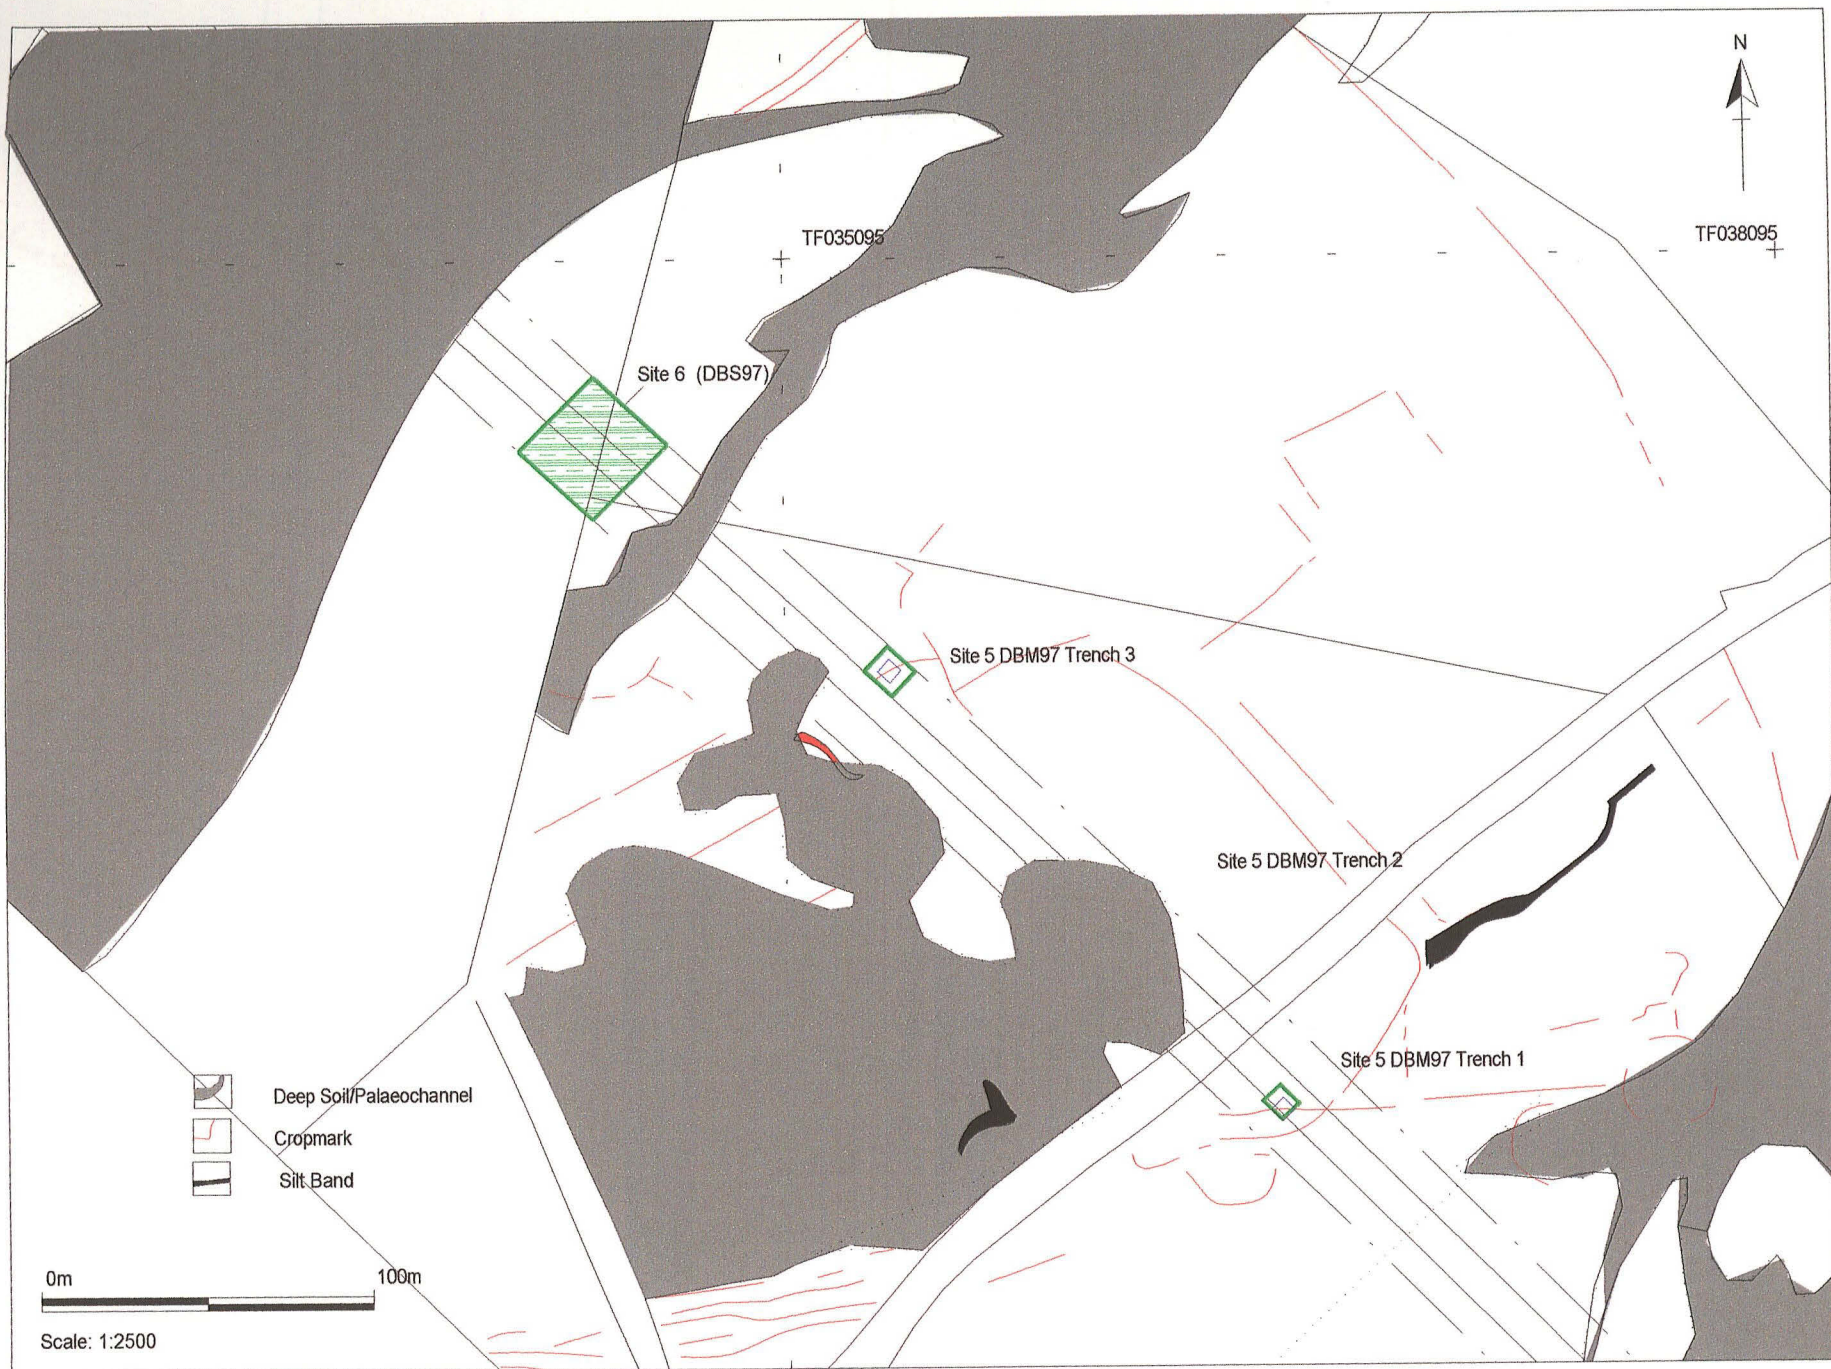 N
TF035095
TF038095
Site 6 (DBS97)
Site 5 DBM97 Trench 3
Site 5 DBM97 Trench 2
Site 5 DBM97 Trench 1
Deep Soil/Palaeochannel
Cropmark
Silt Band
0m 100m
Scale: 1:2500